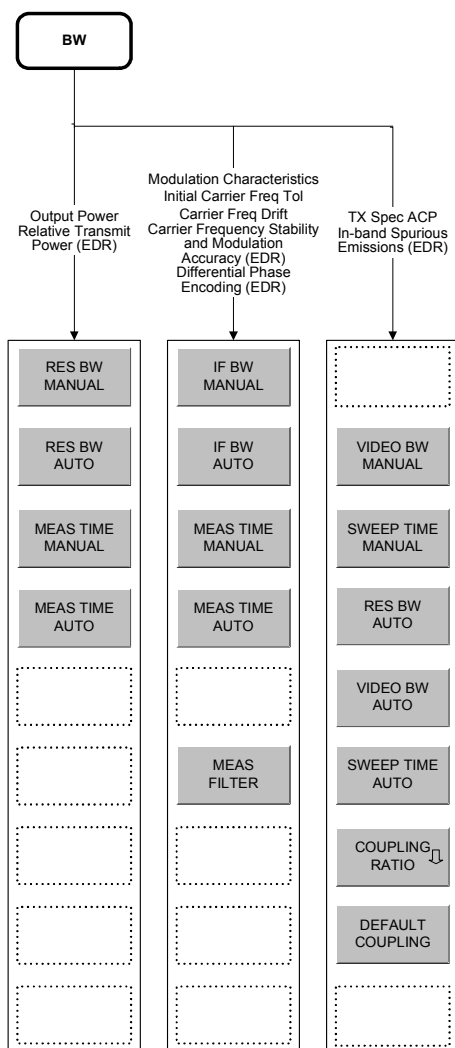 BW
Output Power
Relative Transmit
Power (EDR)
Modulation Characteristics
Initial Carrier Freq Tol
Carrier Freq Drift
Carrier Frequency Stability
and Modulation
Accuracy (EDR)
Differential Phase
Encoding (EDR)
TX Spec ACP
In-band Spurious
Emissions (EDR)
RES BW
MANUAL
RES BW
AUTO
MEAS TIME
MANUAL
MEAS TIME
AUTO
IF BW
MANUAL
IF BW
AUTO
MEAS TIME
MANUAL
MEAS TIME
AUTO
MEAS
FILTER
VIDEO BW
MANUAL
SWEEP TIME
MANUAL
RES BW
AUTO
VIDEO BW
AUTO
SWEEP TIME
AUTO
COUPLING
RATIO
DEFAULT
COUPLING